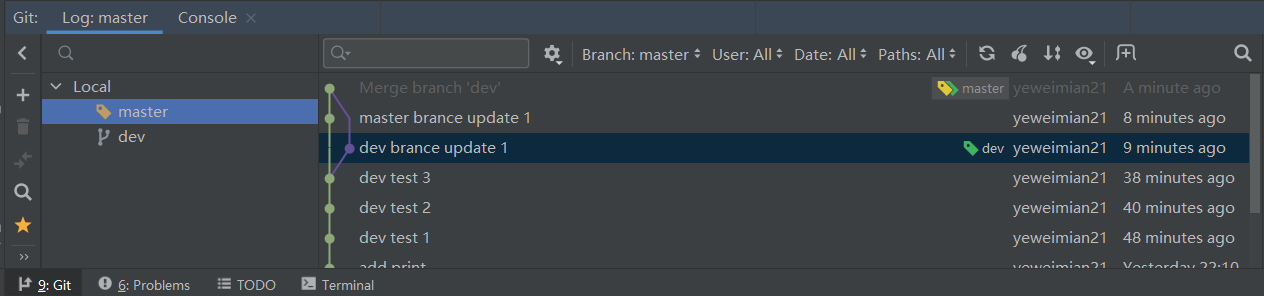 Git: Log: master Console
Branch: master User: All Date: All Paths: All
Local
master
dev
Merge branch 'dev' master yeweimian21 A minute ago
master brance update 1 yeweimian21 8 minutes ago
dev brance update 1 dev yeweimian21 9 minutes ago
dev test 3 yeweimian21 38 minutes ago
dev test 2 yeweimian21 40 minutes ago
dev test 1 yeweimian21 48 minutes ago
add print yeweimian21 Yesterday 22:10
9: Git 6: Problems TODO Terminal